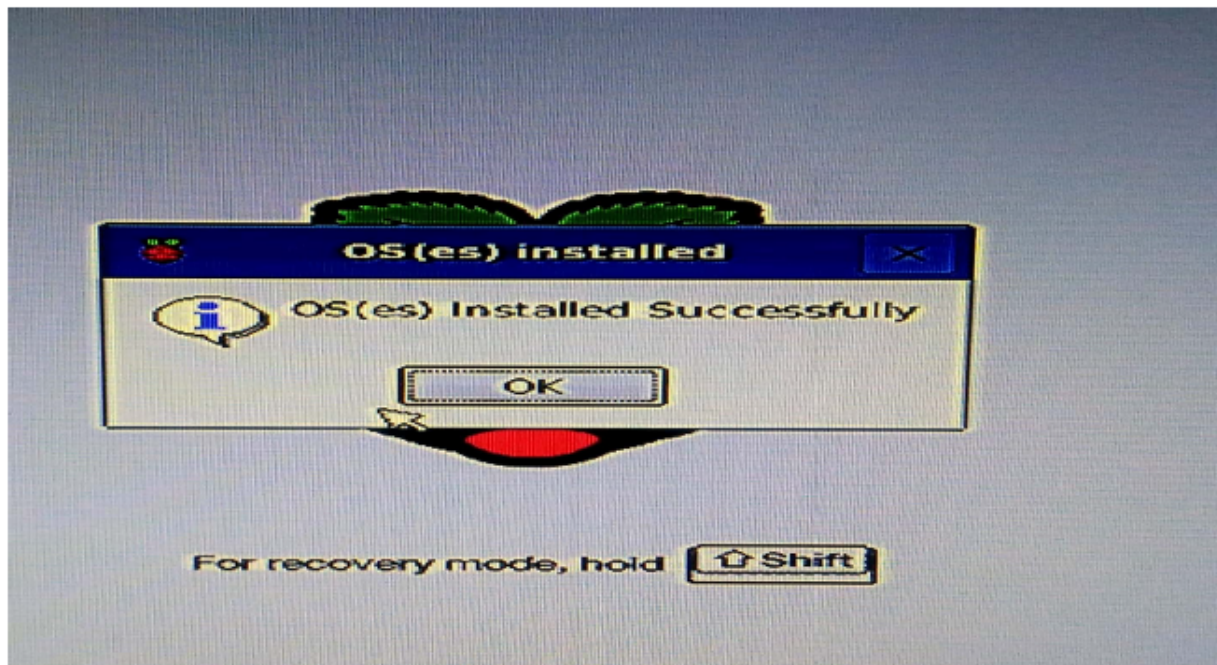 OS(es) installed
OS(es) Installed Successfully
OK
For recovery mode, hold Shift